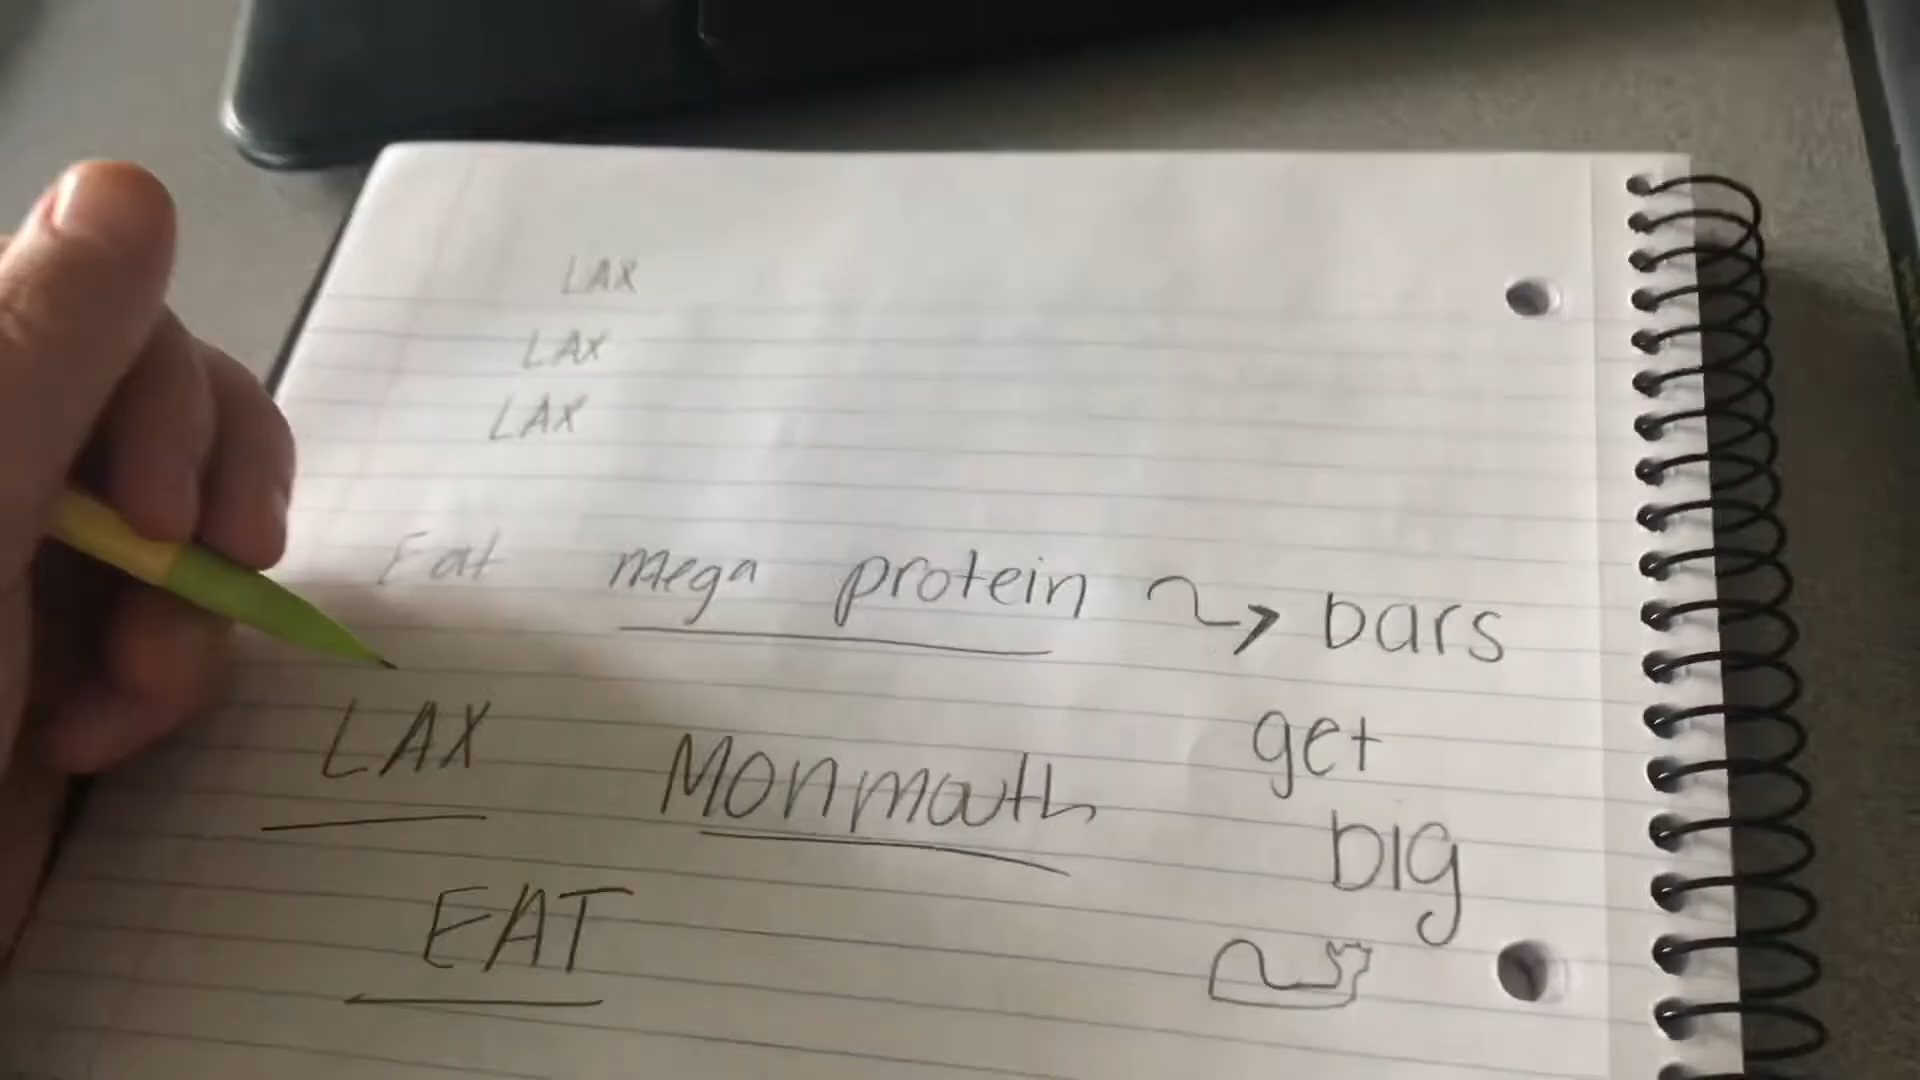 LAX
LAX
LAX
Eat mega protein → bars
LAX Monmouth get
big
EAT